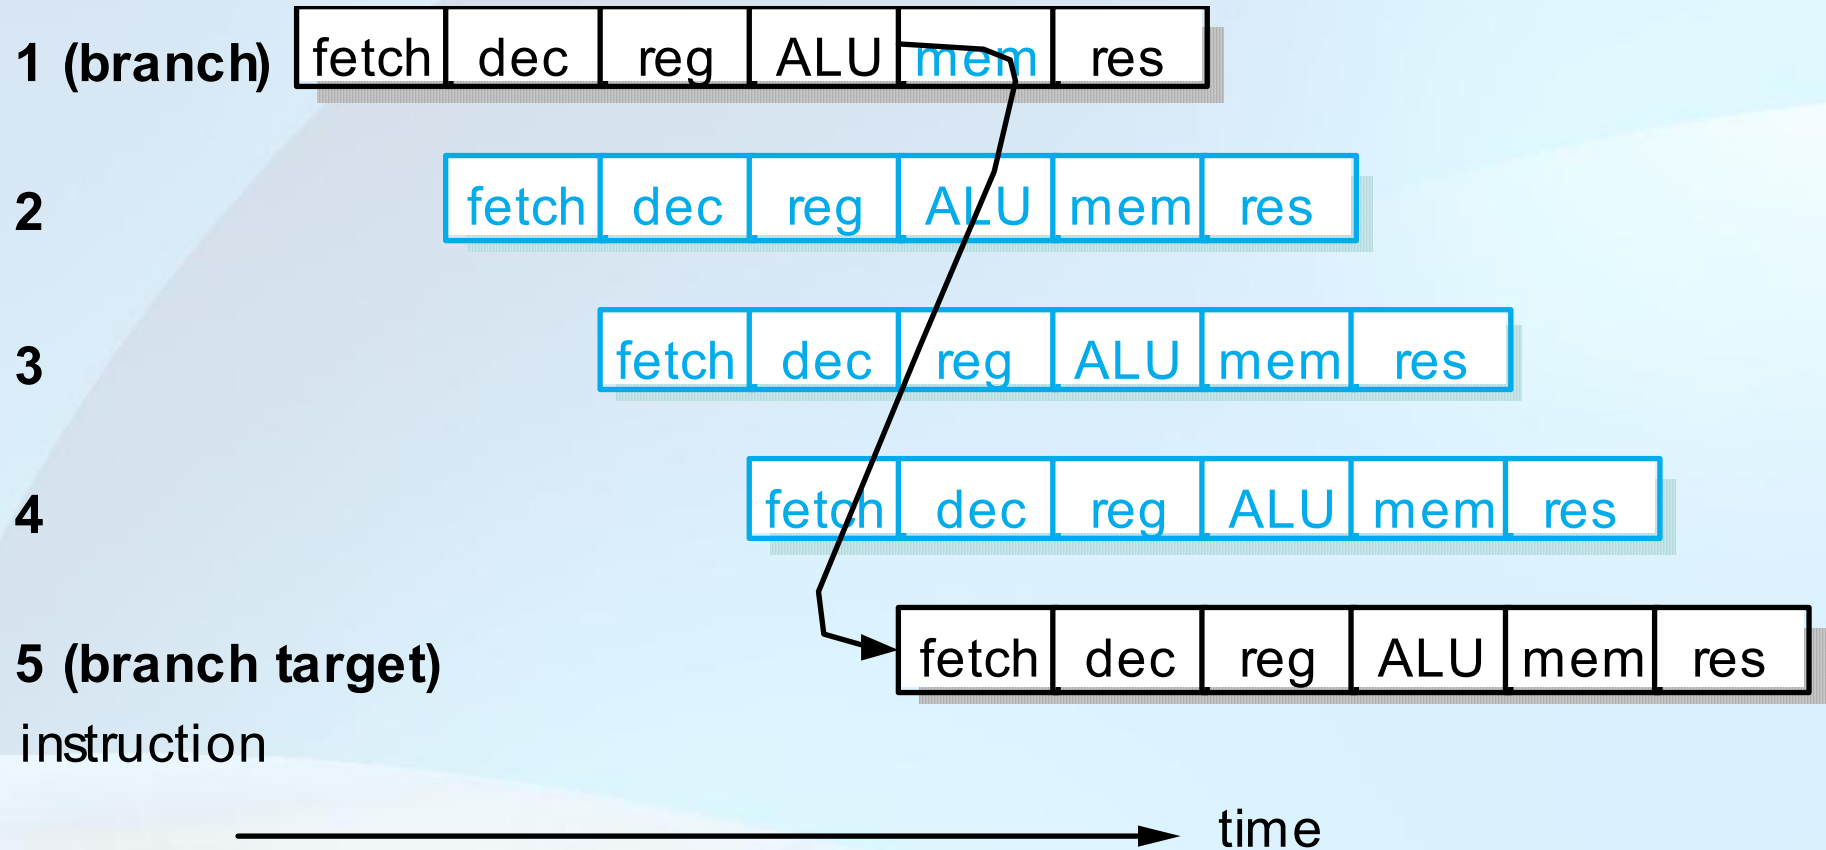 1 (branch) fetch dec reg ALU mem res
2 fetch dec reg ALU mem res
3 fetch dec reg ALU mem res
4 fetch dec reg ALU mem res
5 (branch target) fetch dec reg ALU mem res
instruction
time